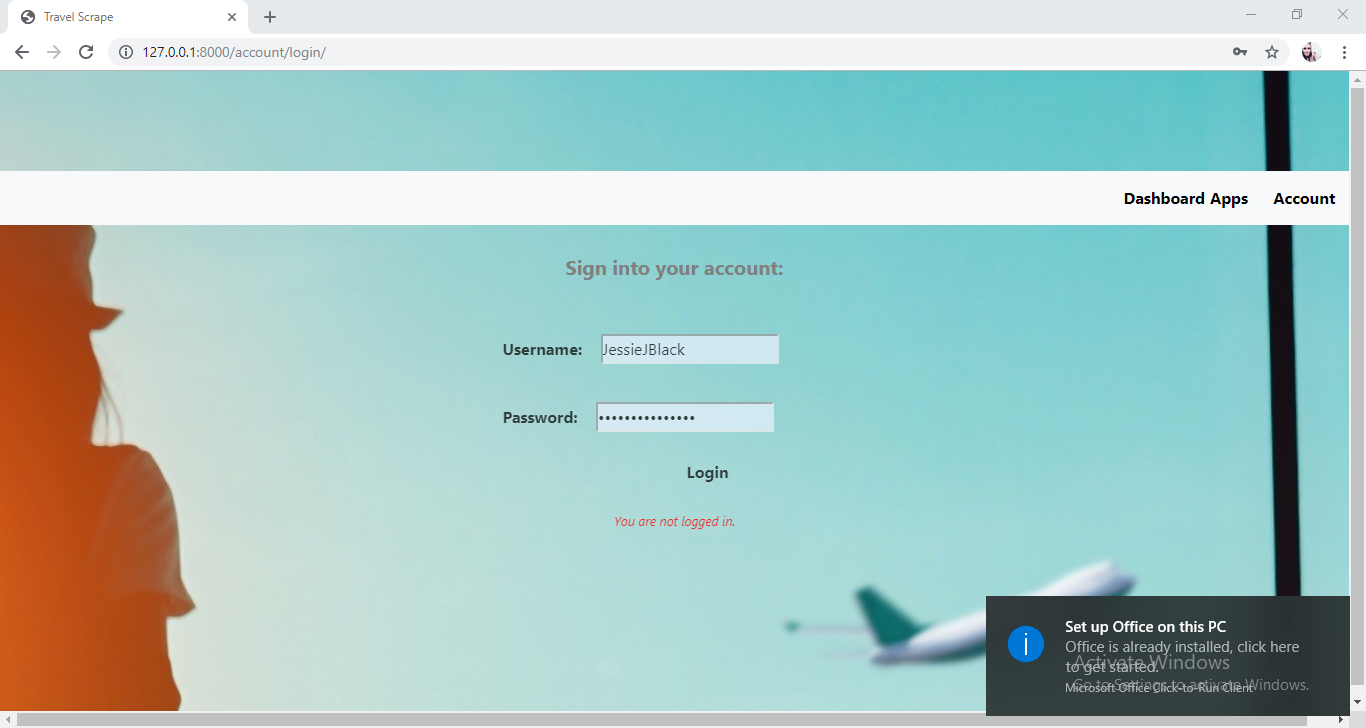 Travel Scrape
127.0.0.1:8000/account/login/
Dashboard Apps Account
Sign into your account:
Username: JessieJBlack
Password: •••••••••••••••
Login
You are not logged in.
Set up Office on this PC
Office is already installed, click here
to get started.
Activate Windows
Go to Settings to activate Windows.
Microsoft Office Click-to-Run Client